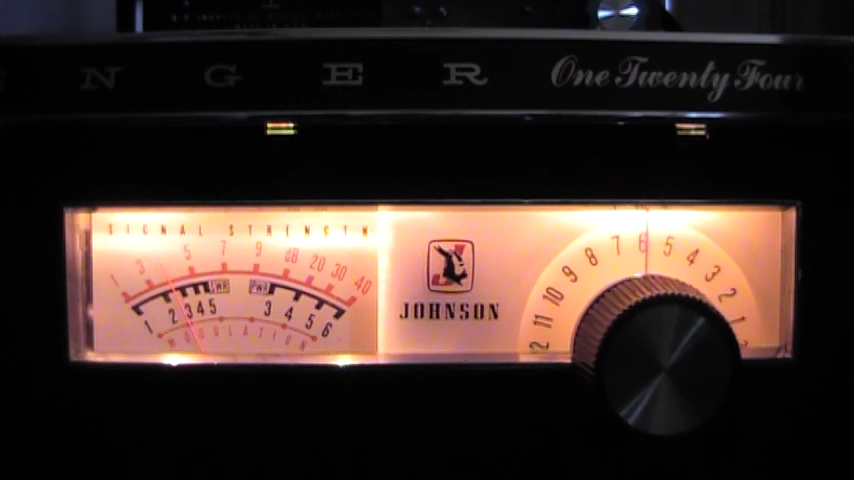 NGER One Twenty Four
SIGNAL STRENGTH
1 3 5 7 9 dB 20 30 40
SWR PWR
1 2 3 4 5 3 4 5 6
MODULATION
J
JOHNSON
2 11 10 9 8 7 6 5 4 3 2 1